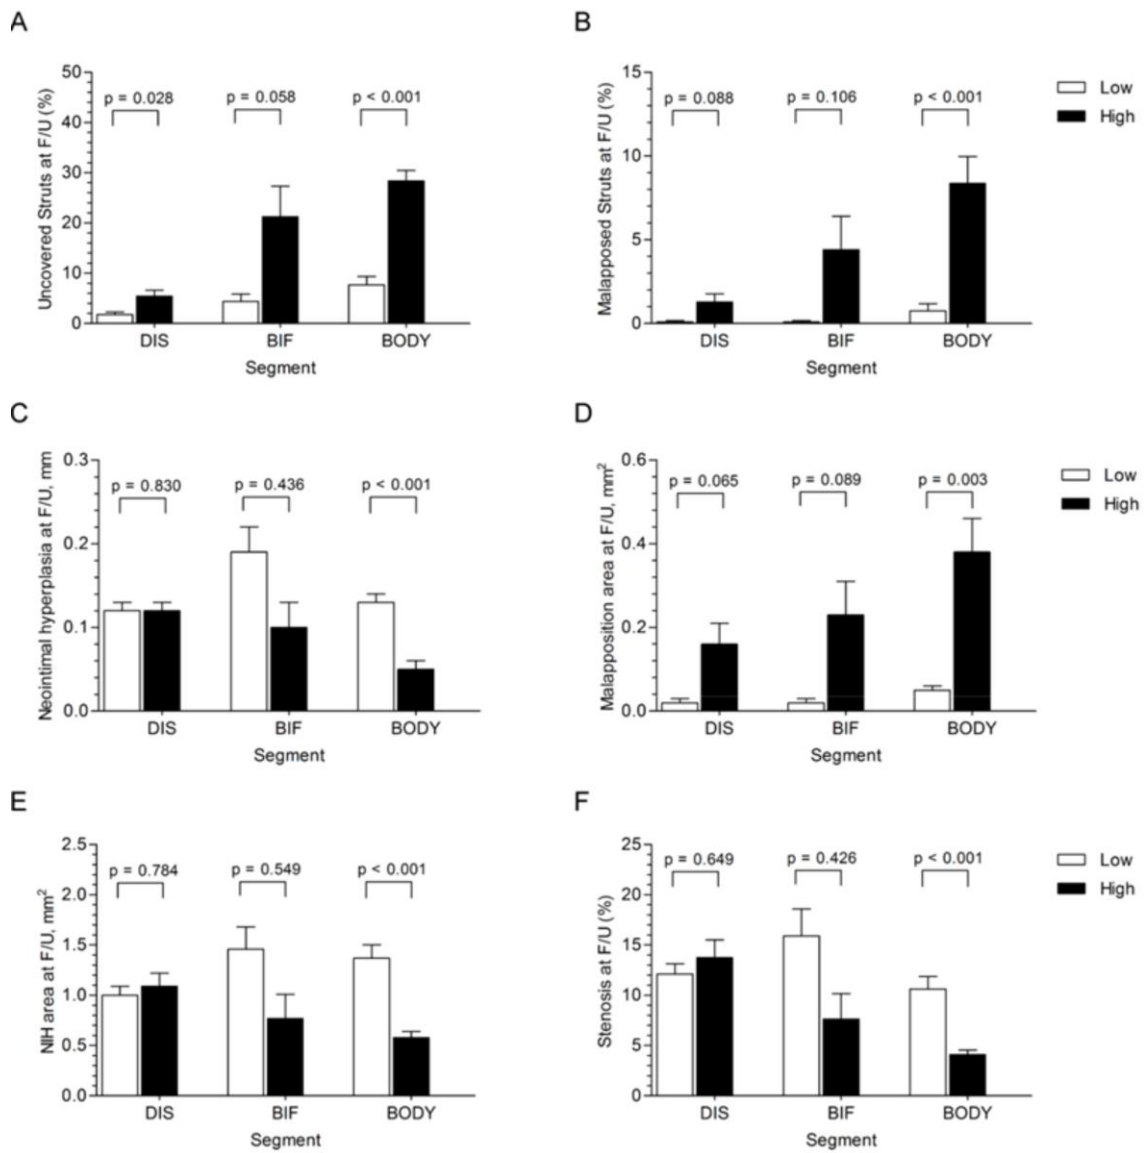 A
Uncovered Struts at F/U (%)
50
40
30
20
10
0
p = 0.028
p = 0.058
p < 0.001
DIS
BIF
BODY
Segment
B
Malapposed Struts at F/U (%)
15
10
5
0
p = 0.088
p = 0.106
p < 0.001
DIS
BIF
BODY
Segment
Low
High
C
Neointimal hyperplasia at F/U, mm
0.3
0.2
0.1
0.0
p = 0.830
p = 0.436
p < 0.001
DIS
BIF
BODY
Segment
D
Malapposition area at F/U, mm²
0.6
0.4
0.2
0.0
p = 0.065
p = 0.089
p = 0.003
DIS
BIF
BODY
Segment
Low
High
E
NIH area at F/U, mm²
2.5
2.0
1.5
1.0
0.5
0.0
p = 0.784
p = 0.549
p < 0.001
DIS
BIF
BODY
Segment
F
Stenosis at F/U (%)
25
20
15
10
5
0
p = 0.649
p = 0.426
p < 0.001
DIS
BIF
BODY
Segment
Low
High